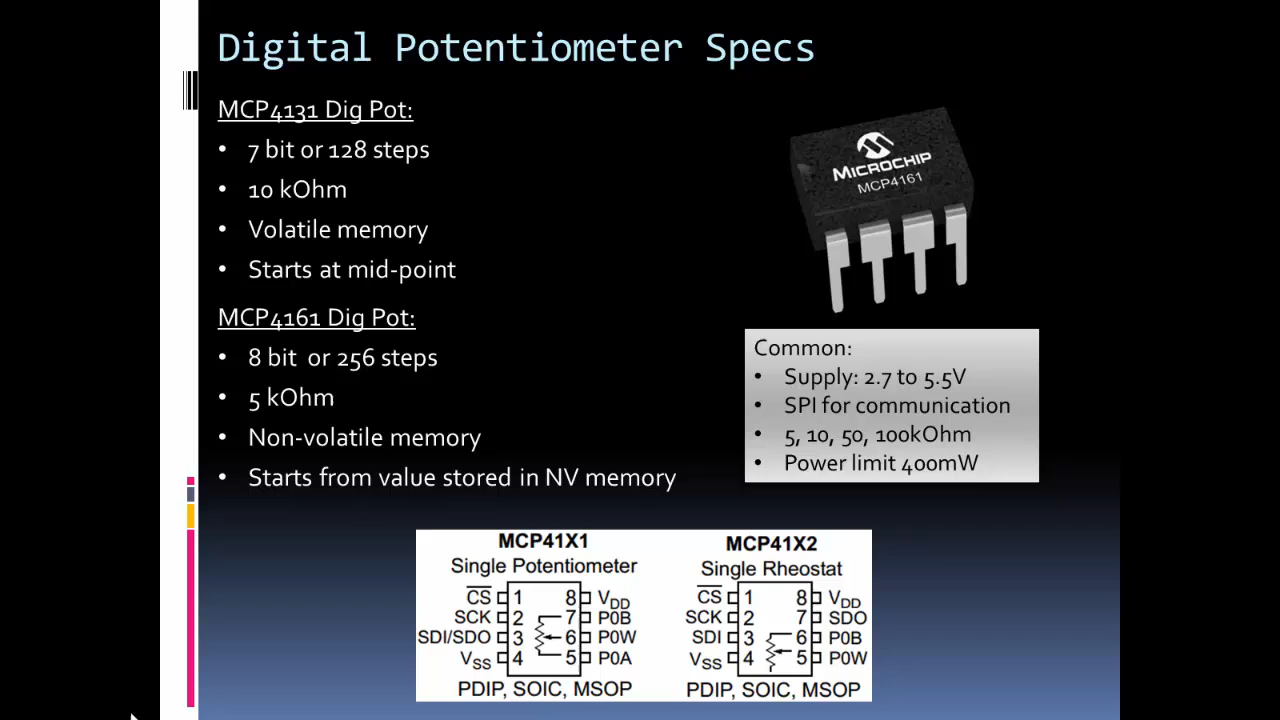 Digital Potentiometer Specs
MCP4131 Dig Pot:
• 7 bit or 128 steps
• 10 kOhm
• Volatile memory
• Starts at mid-point
MCP4161 Dig Pot:
• 8 bit or 256 steps
• 5 kOhm
• Non-volatile memory
• Starts from value stored in NV memory
MICROCHIP
MCP4161
Common:
• Supply: 2.7 to 5.5V
• SPI for communication
• 5, 10, 50, 100kOhm
• Power limit 400mW
MCP41X1
Single Potentiometer
CS 1 8 VDD
SCK 2 7 P0B
SDI/SDO 3 6 P0W
VSS 4 5 P0A
PDIP, SOIC, MSOP
MCP41X2
Single Rheostat
CS 1 8 VDD
SCK 2 7 SDO
SDI 3 6 P0B
VSS 4 5 P0W
PDIP, SOIC, MSOP